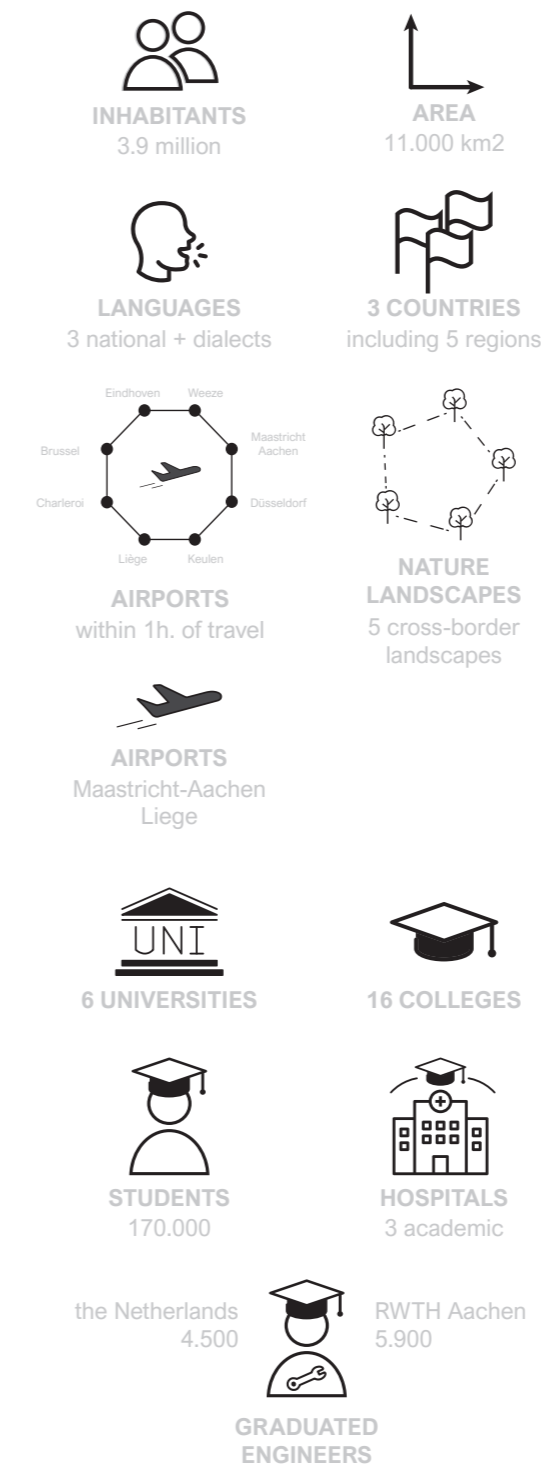 INHABITANTS
3.9 million
AREA
11.000 km2
LANGUAGES
3 national + dialects
3 COUNTRIES
including 5 regions
Eindhoven
Weeze
Brussel
Maastricht
Aachen
Charleroi
Düsseldorf
Liège
Keulen
AIRPORTS
within 1h. of travel
NATURE
LANDSCAPES
5 cross-border
landscapes
AIRPORTS
Maastricht-Aachen
Liege
UNI
6 UNIVERSITIES
16 COLLEGES
STUDENTS
170.000
HOSPITALS
3 academic
the Netherlands
4.500
RWTH Aachen
5.900
GRADUATED
ENGINEERS